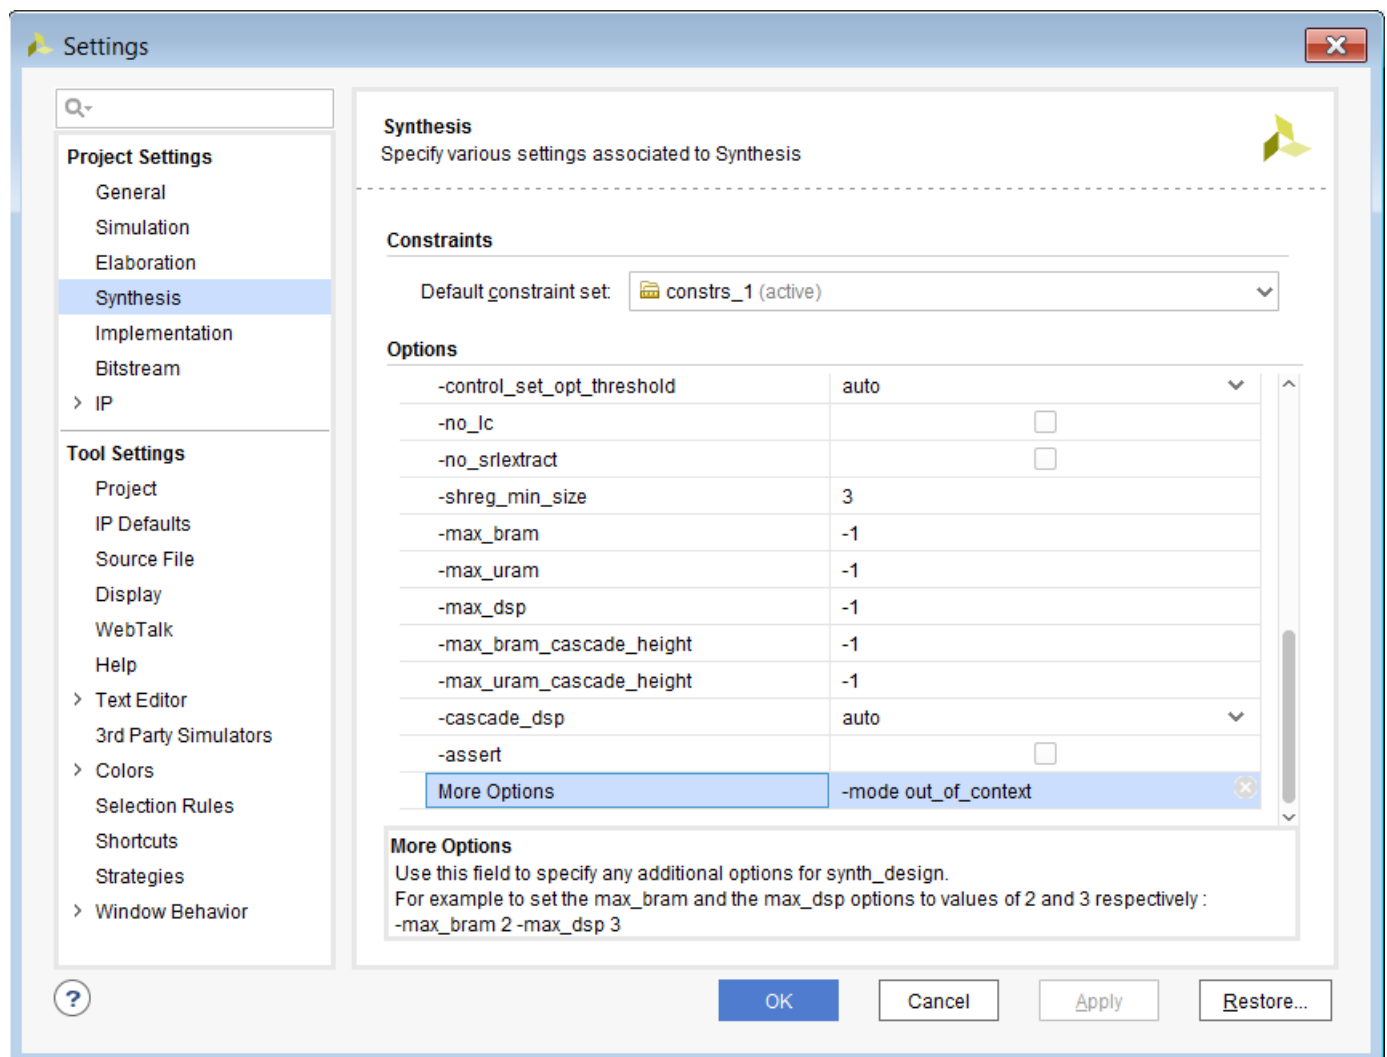 Settings
Project Settings
General
Simulation
Elaboration
Synthesis
Implementation
Bitstream
IP
Tool Settings
Project
IP Defaults
Source File
Display
WebTalk
Help
Text Editor
3rd Party Simulators
Colors
Selection Rules
Shortcuts
Strategies
Window Behavior
Synthesis
Specify various settings associated to Synthesis
Constraints
Default constraint set: constrs_1 (active)
Options
-control_set_opt_threshold auto
-no_lc
-no_srlextract
-shreg_min_size 3
-max_bram -1
-max_uram -1
-max_dsp -1
-max_bram_cascade_height -1
-max_uram_cascade_height -1
-cascade_dsp auto
-assert
More Options -mode out_of_context
More Options
Use this field to specify any additional options for synth_design.
For example to set the max_bram and the max_dsp options to values of 2 and 3 respectively :
-max_bram 2 -max_dsp 3
? OK Cancel Apply Restore...